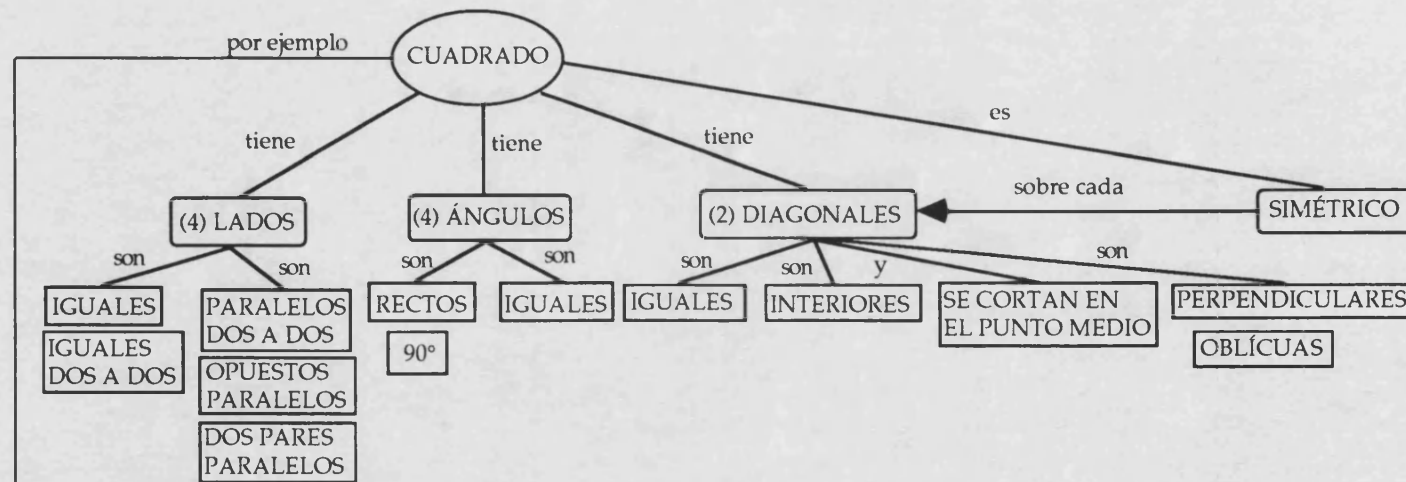 por ejemplo
CUADRADO
es
tiene
tiene
tiene
sobre cada
(4) LADOS
(4) ÁNGULOS
(2) DIAGONALES
SIMÉTRICO
son
son
son
son
son
son
y
son
IGUALES
PARALELOS
DOS A DOS
RECTOS
IGUALES
IGUALES
INTERIORES
SE CORTAN EN
EL PUNTO MEDIO
PERPENDICULARES
IGUALES
DOS A DOS
OPUESTOS
PARALELOS
90°
OBLÍCUAS
DOS PARES
PARALELOS